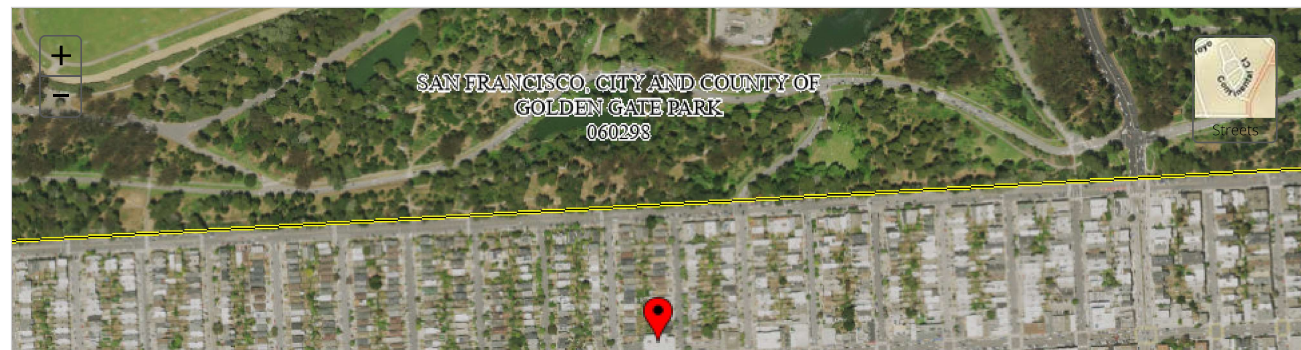 +
SAN FRANCISCO, CITY AND COUNTY OF
GOLDEN GATE PARK
060298
-
Streets